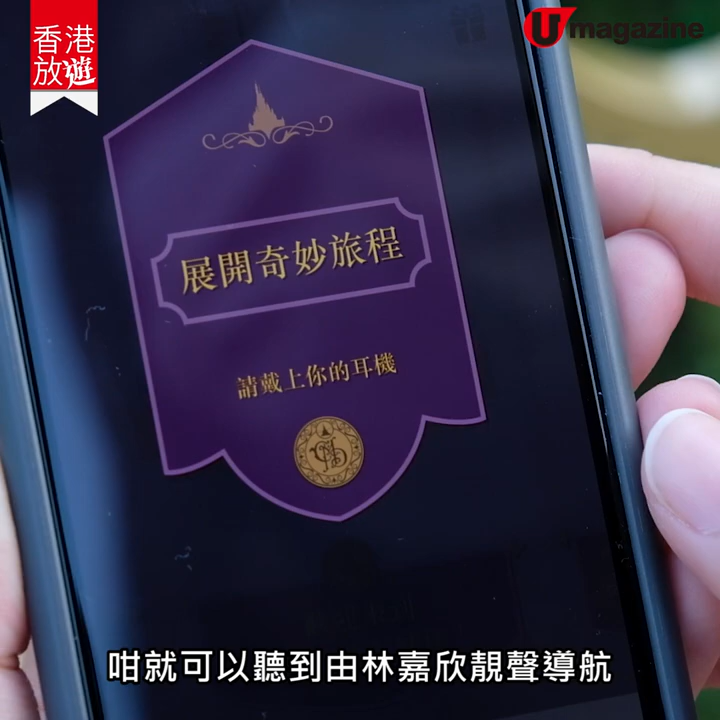 香港
放遊
U magazine
展開奇妙旅程
請戴上你的耳機
咁就可以聽到由林嘉欣靚聲導航